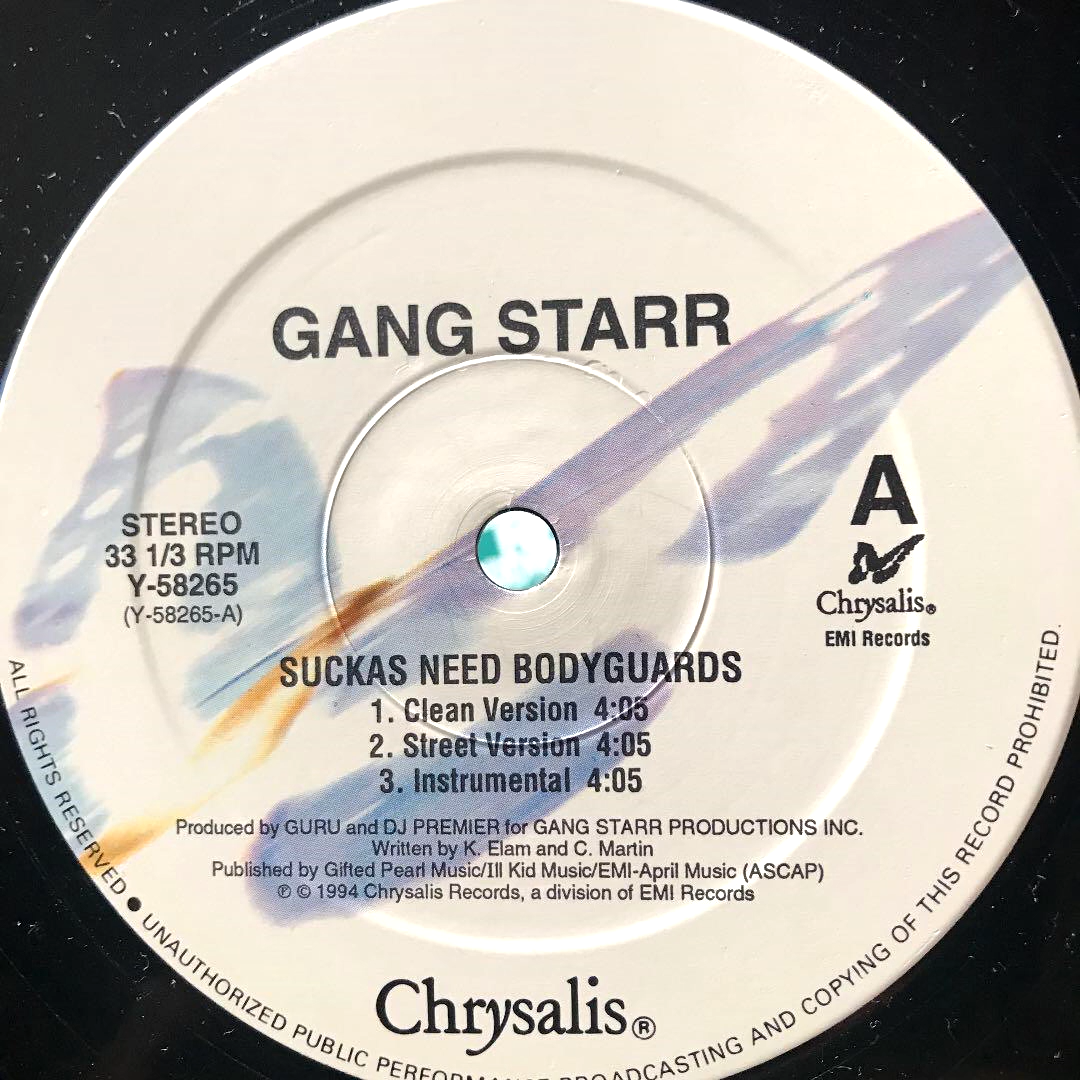 GANG STARR
STEREO
33 1/3 RPM
Y-58265
(Y-58265-A)
A
Chrysalis®
EMI Records
SUCKAS NEED BODYGUARDS
1. Clean Version 4:05
2. Street Version 4:05
3. Instrumental 4:05
Produced by GURU and DJ PREMIER for GANG STARR PRODUCTIONS INC.
Written by K. Elam and C. Martin
Published by Gifted Pearl Music/Ill Kid Music/EMI-April Music (ASCAP)
℗ © 1994 Chrysalis Records, a division of EMI Records
Chrysalis®
ALL RIGHTS RESERVED ● UNAUTHORIZED PUBLIC PERFORMANCE BROADCASTING AND COPYING OF THIS RECORD PROHIBITED.